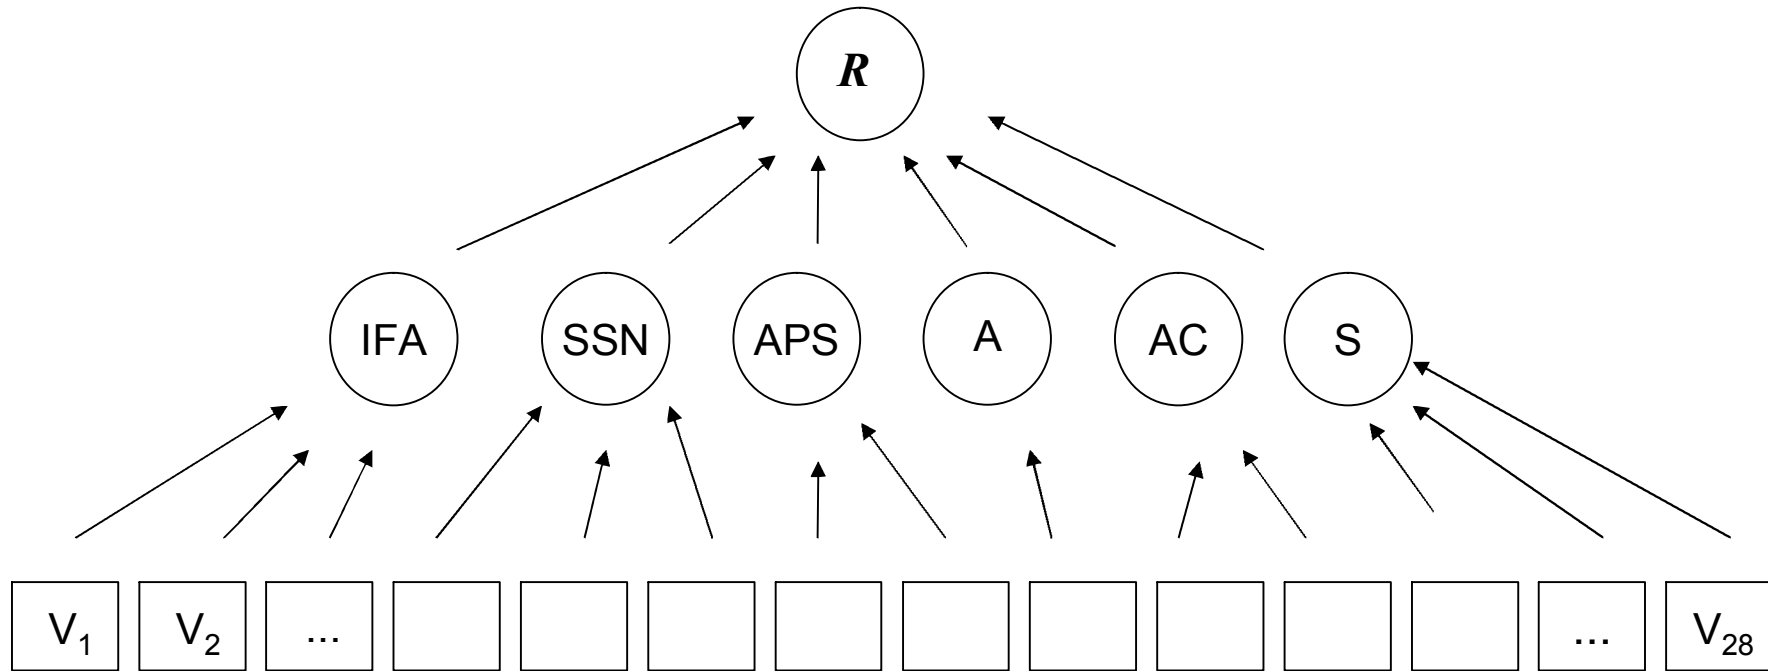 R
IFA SSN APS A AC S
V₁ V₂ ... ... V₂₈